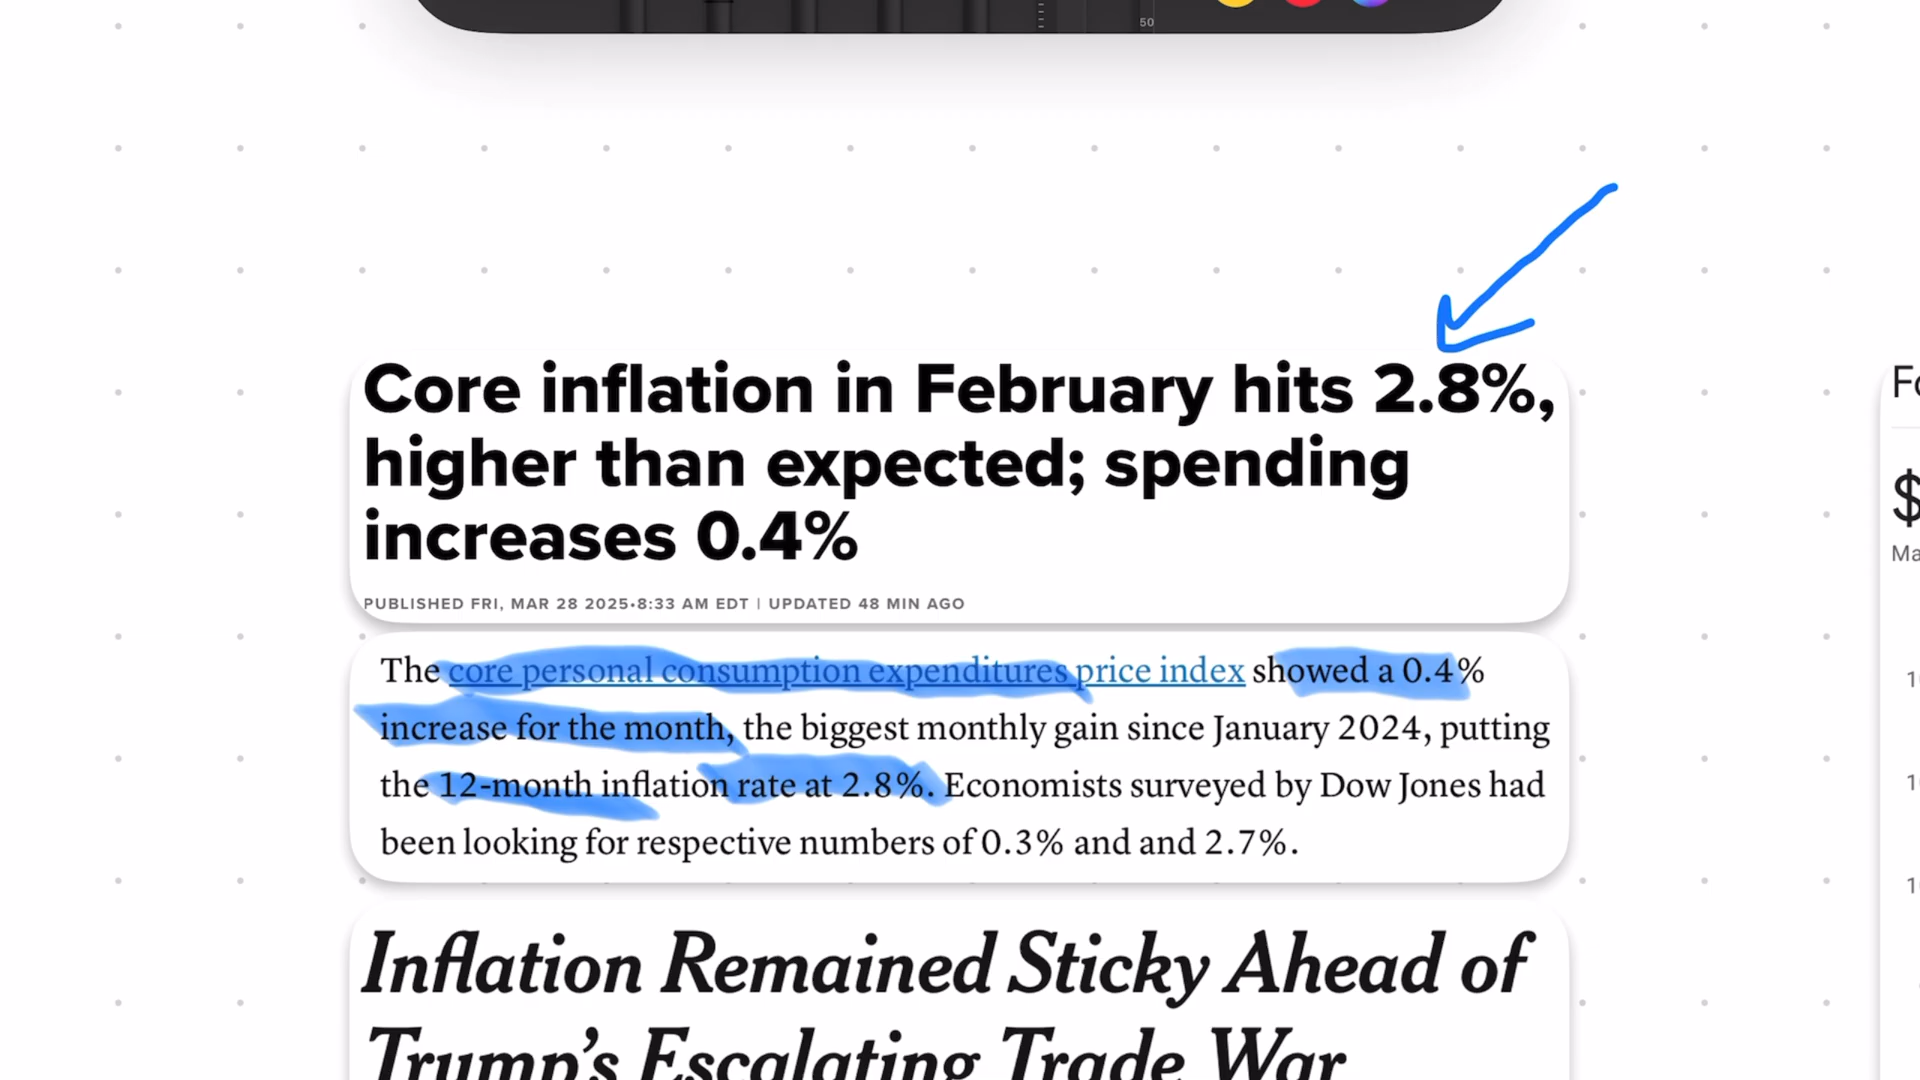 50
Core inflation in February hits 2.8%,
higher than expected; spending
increases 0.4%
PUBLISHED FRI, MAR 28 2025•8:33 AM EDT | UPDATED 48 MIN AGO
The core personal consumption expenditures price index showed a 0.4%
increase for the month, the biggest monthly gain since January 2024, putting
the 12-month inflation rate at 2.8%. Economists surveyed by Dow Jones had
been looking for respective numbers of 0.3% and and 2.7%.
Inflation Remained Sticky Ahead of
Trump’s Escalating Trade War
$